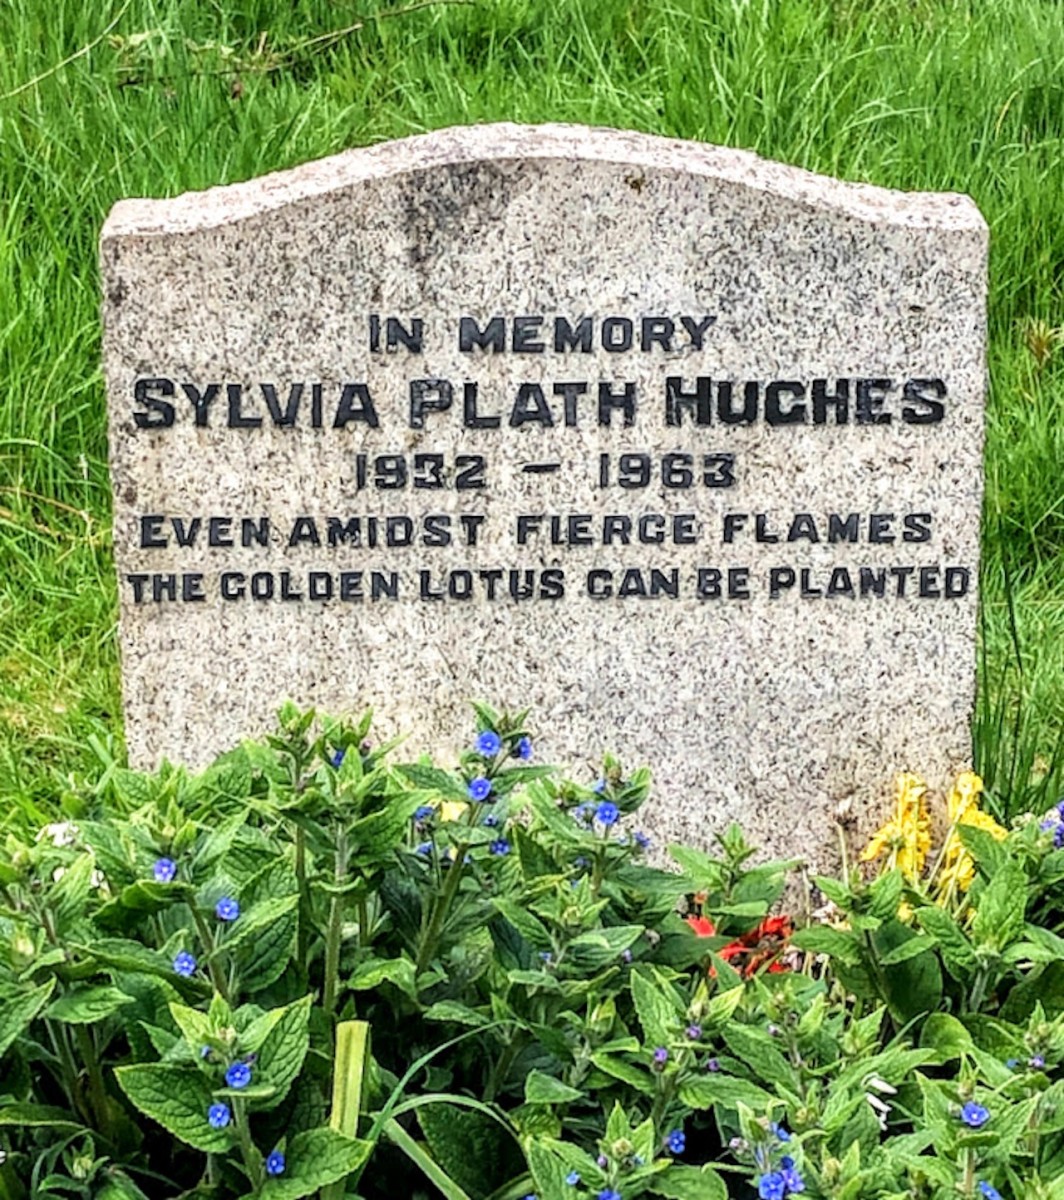 IN MEMORY
SYLVIA PLATH HUGHES
1932 - 1963
EVEN AMIDST FIERCE FLAMES
THE GOLDEN LOTUS CAN BE PLANTED